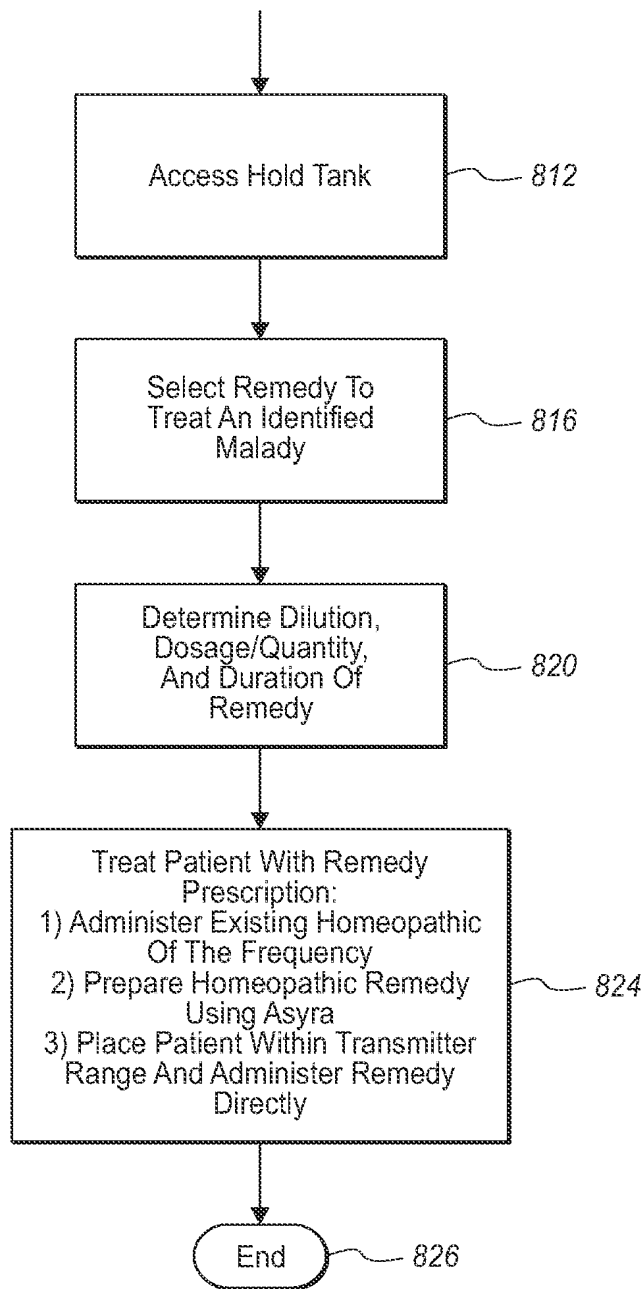 Access Hold Tank
812
Select Remedy To
Treat An Identified
Malady
816
Determine Dilution,
Dosage/Quantity,
And Duration Of
Remedy
820
Treat Patient With Remedy
Prescription:
1) Administer Existing Homeopathic
Of The Frequency
2) Prepare Homeopathic Remedy
Using Asyra
3) Place Patient Within Transmitter
Range And Administer Remedy
Directly
824
End
826